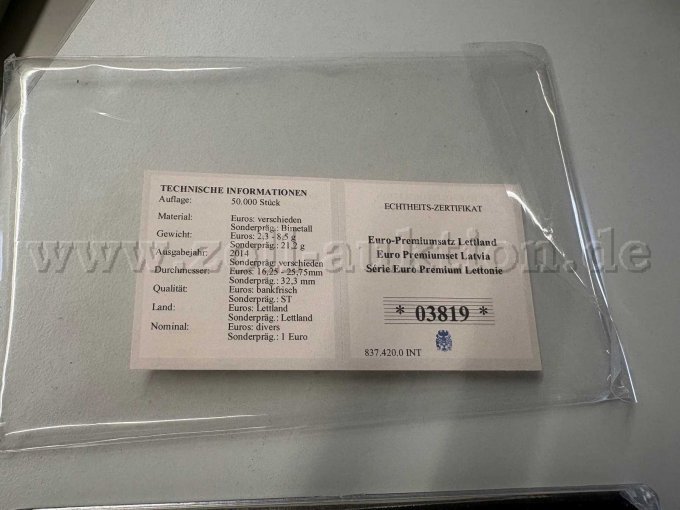 TECHNISCHE INFORMATIONEN
Auflage: 50.000 Stück
Material: Euros: verschieden
Sonderpräg.: Bimetall
Gewicht: Euros: 2,3 - 8,5 g
Sonderpräg.: 21,2 g
Ausgabejahr: 2014
Sonderpräg.: verschieden
Durchmesser: Euros: 16,25 - 25,75mm
Sonderpräg.: 32,3 mm
Qualität: Euros: bankfrisch
Sonderpräg.: ST
Land: Euros: Lettland
Sonderpräg.: Lettland
Nominal: Euros: divers
Sonderpräg.: 1 Euro
ECHTHEITS-ZERTIFIKAT
Euro-Premiumsatz Lettland
Euro Premiumset Latvia
Série Euro Premium Lettonie
* 03819 *
837.420.0 INT